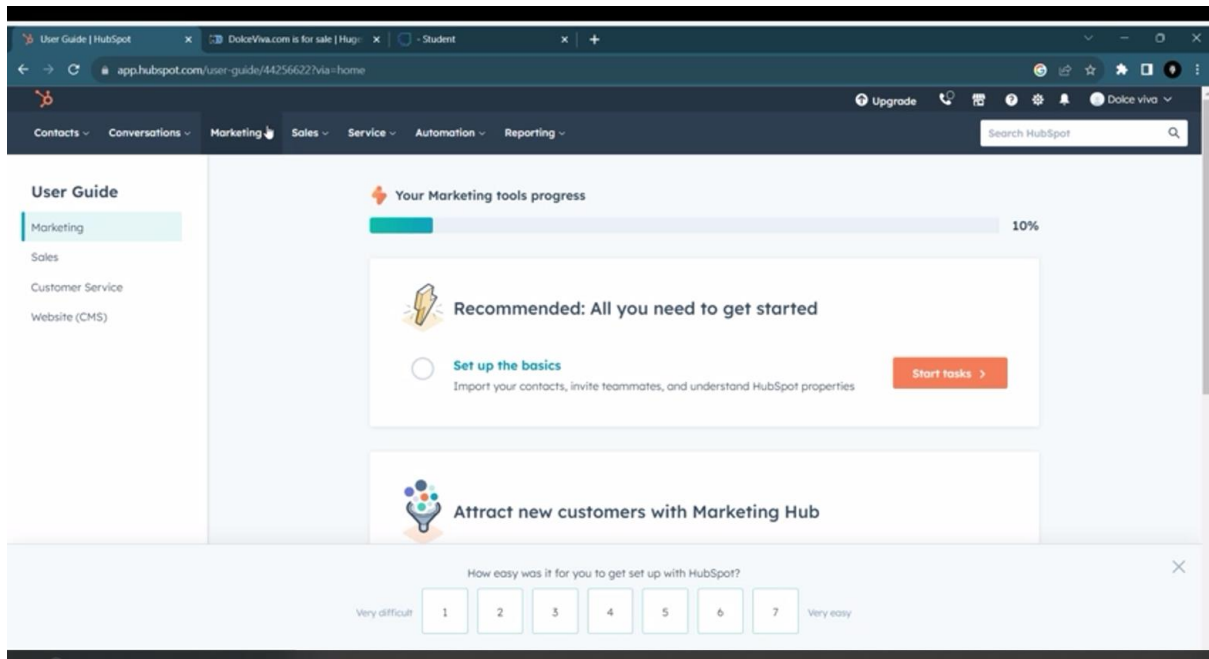 User Guide | HubSpot
DolceViva.com is for sale | Huge
- Student
app.hubspot.com/user-guide/44256622?via=home
Upgrade
Dolce viva
Contacts
Conversations
Marketing
Sales
Service
Automation
Reporting
Search HubSpot
User Guide
Marketing
Sales
Customer Service
Website (CMS)
Your Marketing tools progress
10%
Recommended: All you need to get started
Set up the basics
Import your contacts, invite teammates, and understand HubSpot properties
Start tasks
Attract new customers with Marketing Hub
How easy was it for you to get set up with HubSpot?
Very difficult 1 2 3 4 5 6 7 Very easy